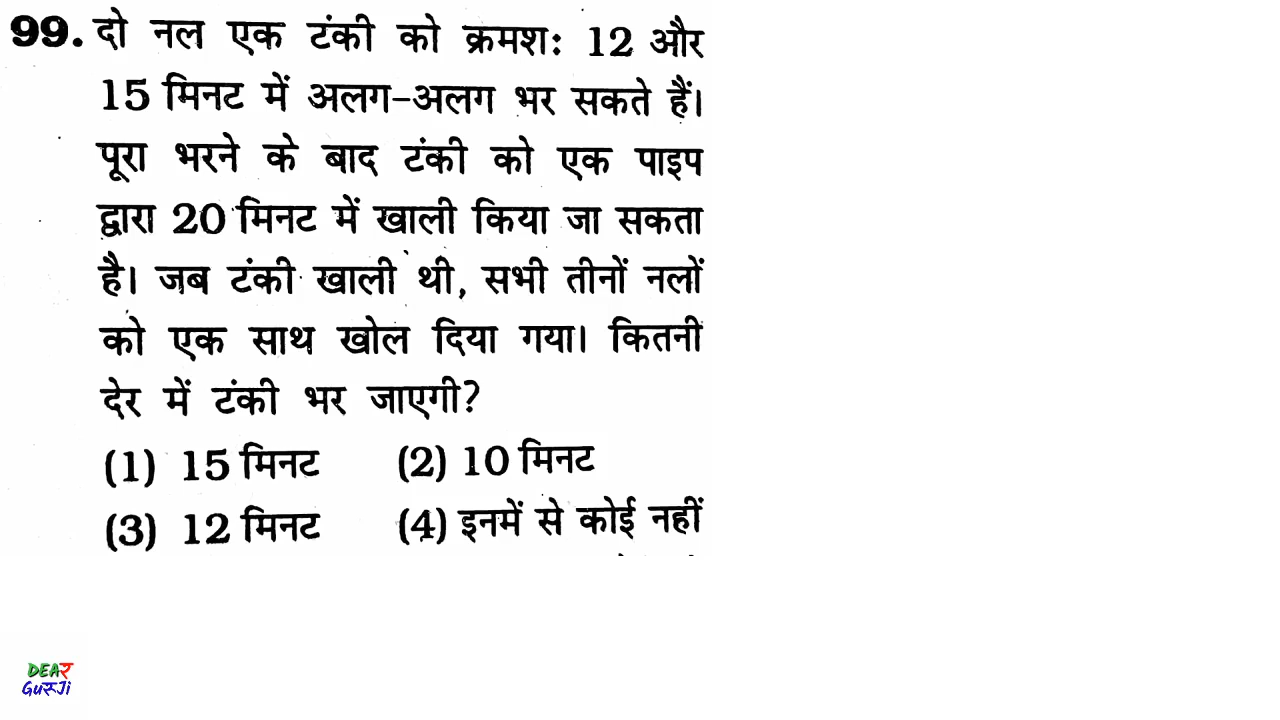 99. दो नल एक टंकी को क्रमश: 12 और
15 मिनट में अलग-अलग भर सकते हैं।
पूरा भरने के बाद टंकी को एक पाइप
द्वारा 20 मिनट में खाली किया जा सकता
है। जब टंकी खाली थी, सभी तीनों नलों
को एक साथ खोल दिया गया। कितनी
देर में टंकी भर जाएगी?
(1) 15 मिनट (2) 10 मिनट
(3) 12 मिनट (4) इनमें से कोई नहीं
DEAR
GuरूJi